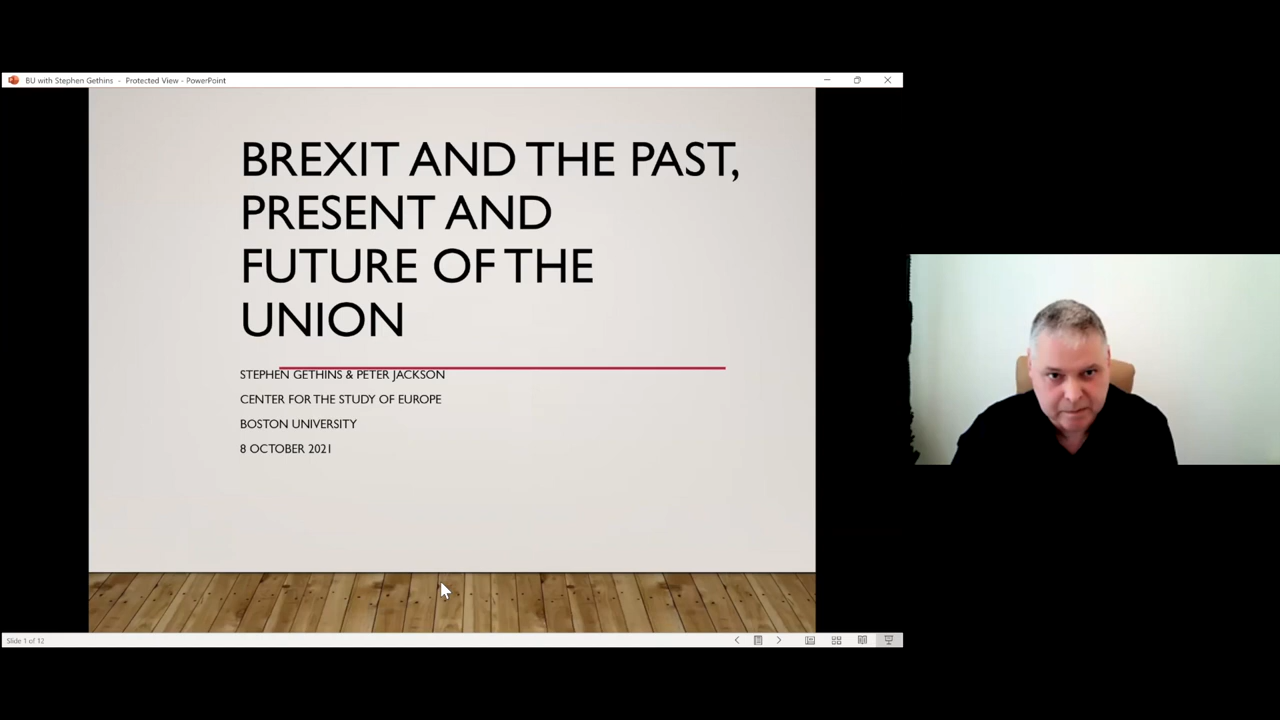 BU with Stephen Gethins - Protected View - PowerPoint
BREXIT AND THE PAST,
PRESENT AND
FUTURE OF THE
UNION
STEPHEN GETHINS & PETER JACKSON
CENTER FOR THE STUDY OF EUROPE
BOSTON UNIVERSITY
8 OCTOBER 2021
Slide 1 of 12